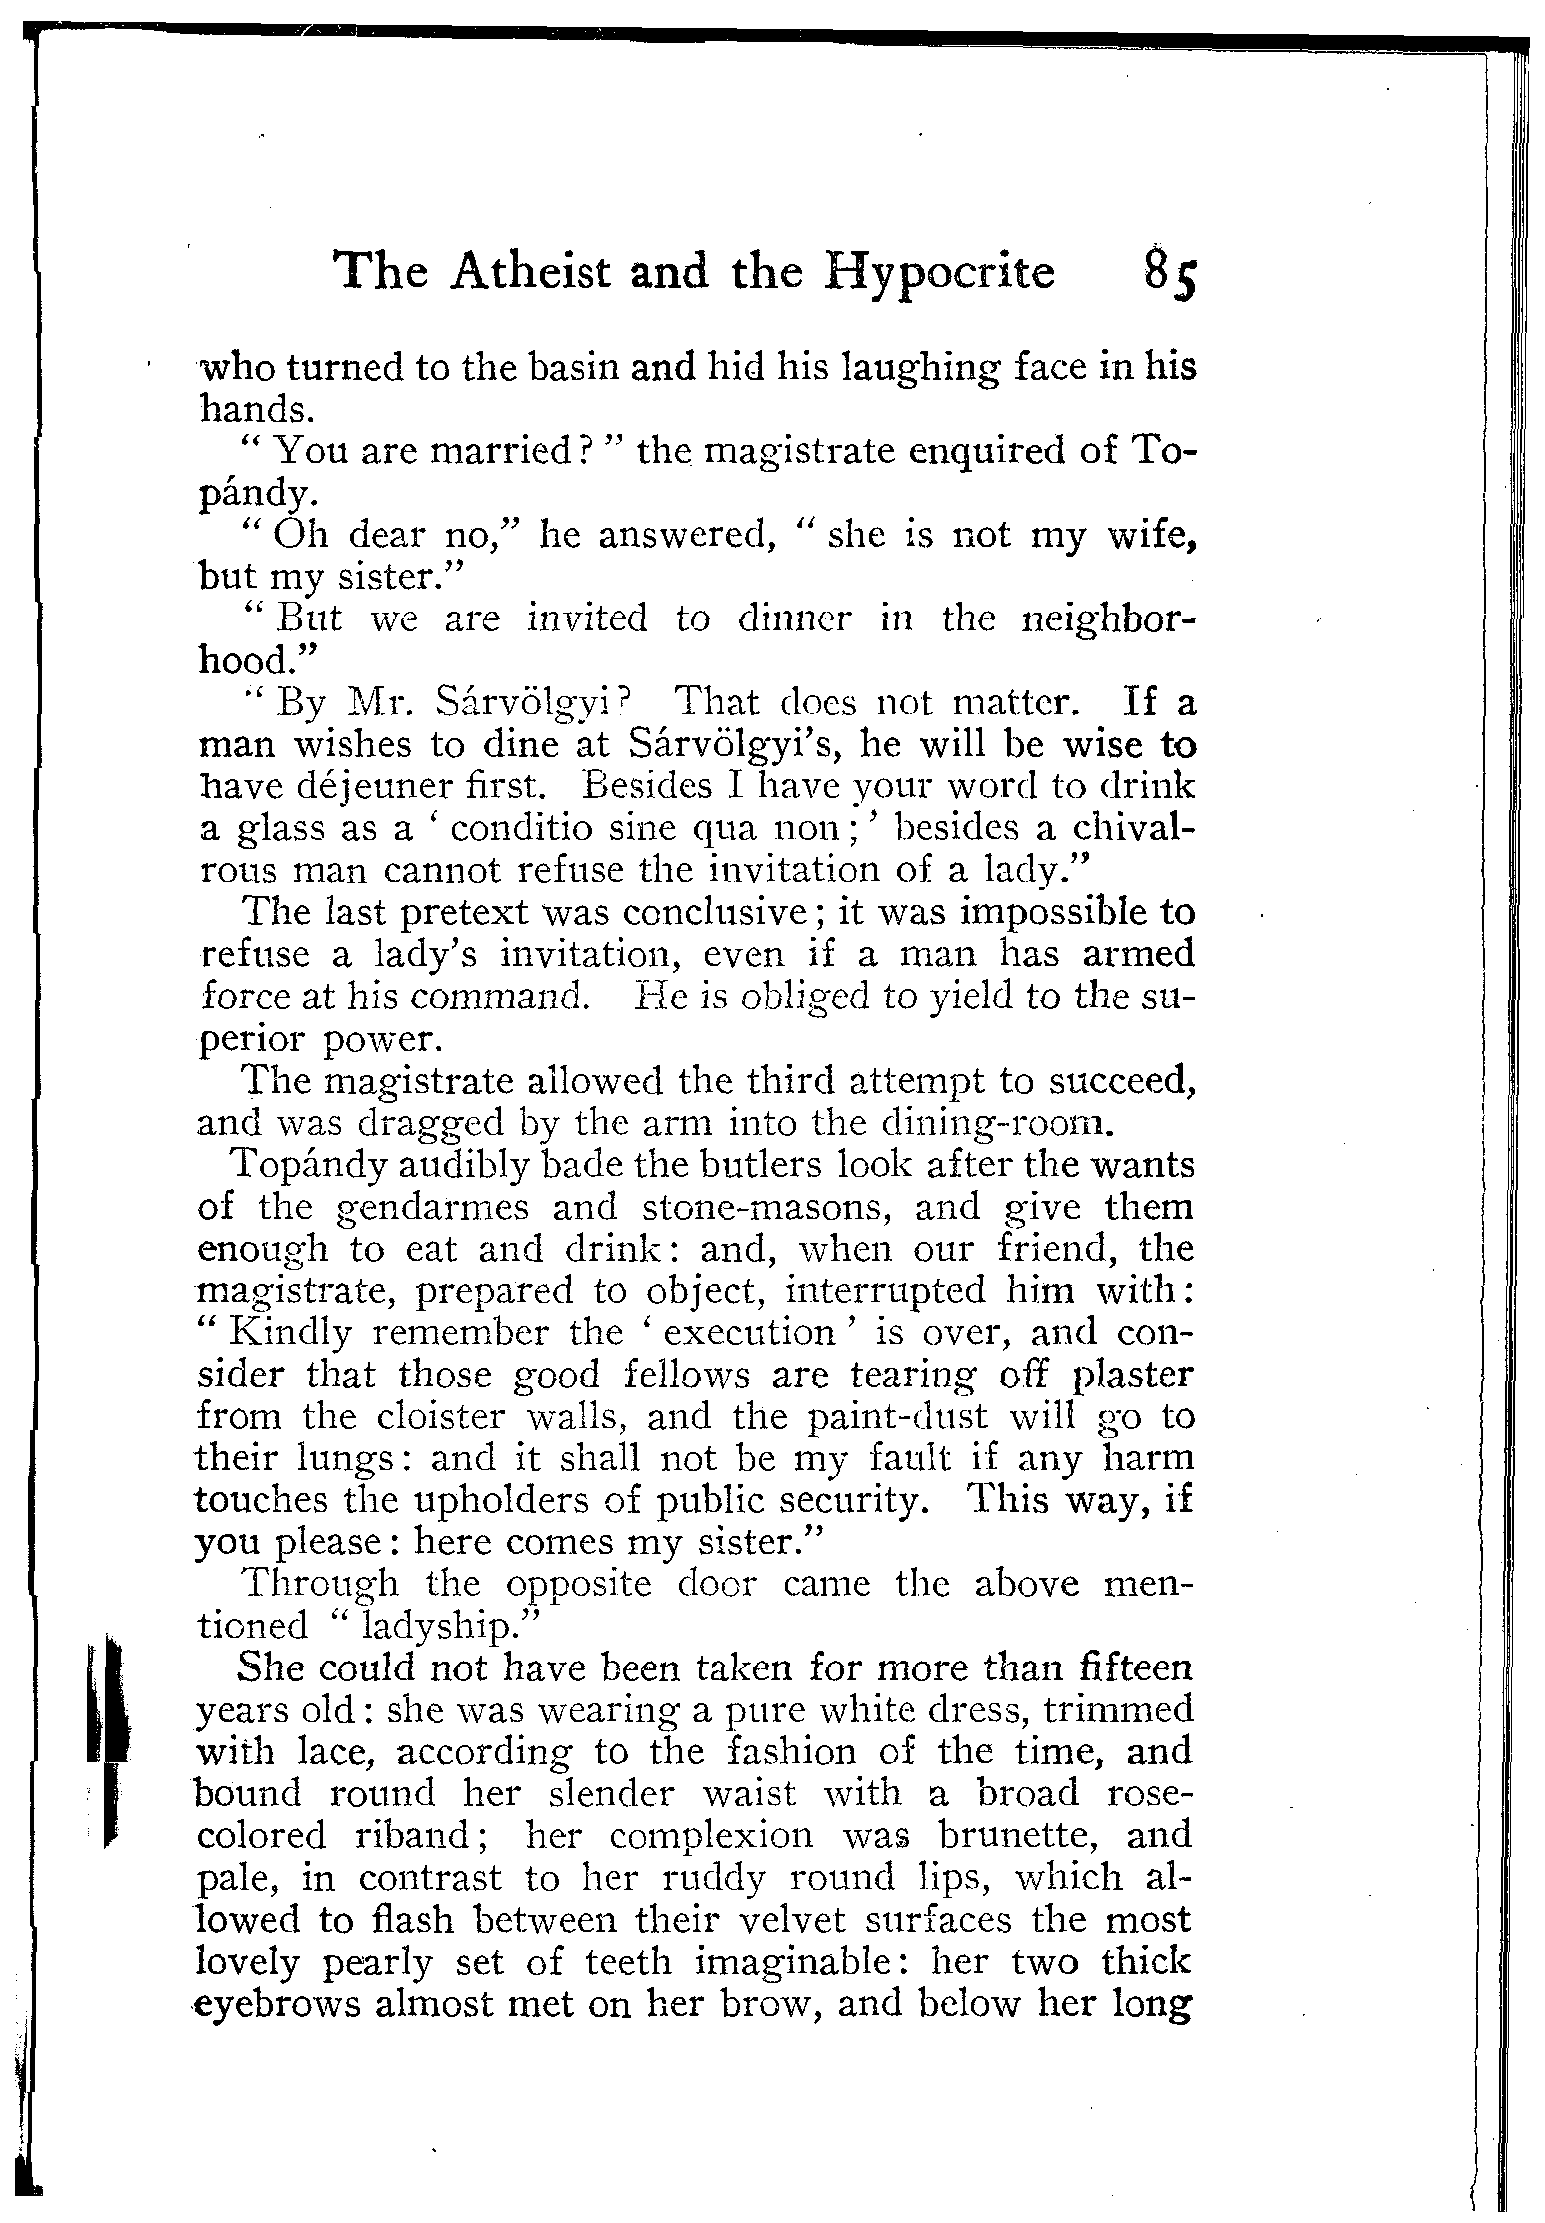 The Atheist and the Hypocrite 85
who turned to the basin and hid his laughing face in his
hands.
" You are married? " the magistrate enquired of To-
pándy.
" Oh dear no," he answered, " she is not my wife,
but my sister."
" But we are invited to dinner in the neighbor-
hood."
" By Mr. Sárvölgyi? That does not matter. If a
man wishes to dine at Sárvölgyi's, he will be wise to
have déjeuner first. Besides I have your word to drink
a glass as a ' conditio sine qua non; ' besides a chival-
rous man cannot refuse the invitation of a lady."
The last pretext was conclusive; it was impossible to
refuse a lady's invitation, even if a man has armed
force at his command. He is obliged to yield to the su-
perior power.
The magistrate allowed the third attempt to succeed,
and was dragged by the arm into the dining-room.
Topándy audibly bade the butlers look after the wants
of the gendarmes and stone-masons, and give them
enough to eat and drink: and, when our friend, the
magistrate, prepared to object, interrupted him with:
" Kindly remember the ' execution ' is over, and con-
sider that those good fellows are tearing off plaster
from the cloister walls, and the paint-dust will go to
their lungs: and it shall not be my fault if any harm
touches the upholders of public security. This way, if
you please: here comes my sister."
Through the opposite door came the above men-
tioned " ladyship."
She could not have been taken for more than fifteen
years old: she was wearing a pure white dress, trimmed
with lace, according to the fashion of the time, and
bound round her slender waist with a broad rose-
colored riband; her complexion was brunette, and
pale, in contrast to her ruddy round lips, which al-
lowed to flash between their velvet surfaces the most
lovely pearly set of teeth imaginable: her two thick
eyebrows almost met on her brow, and below her long